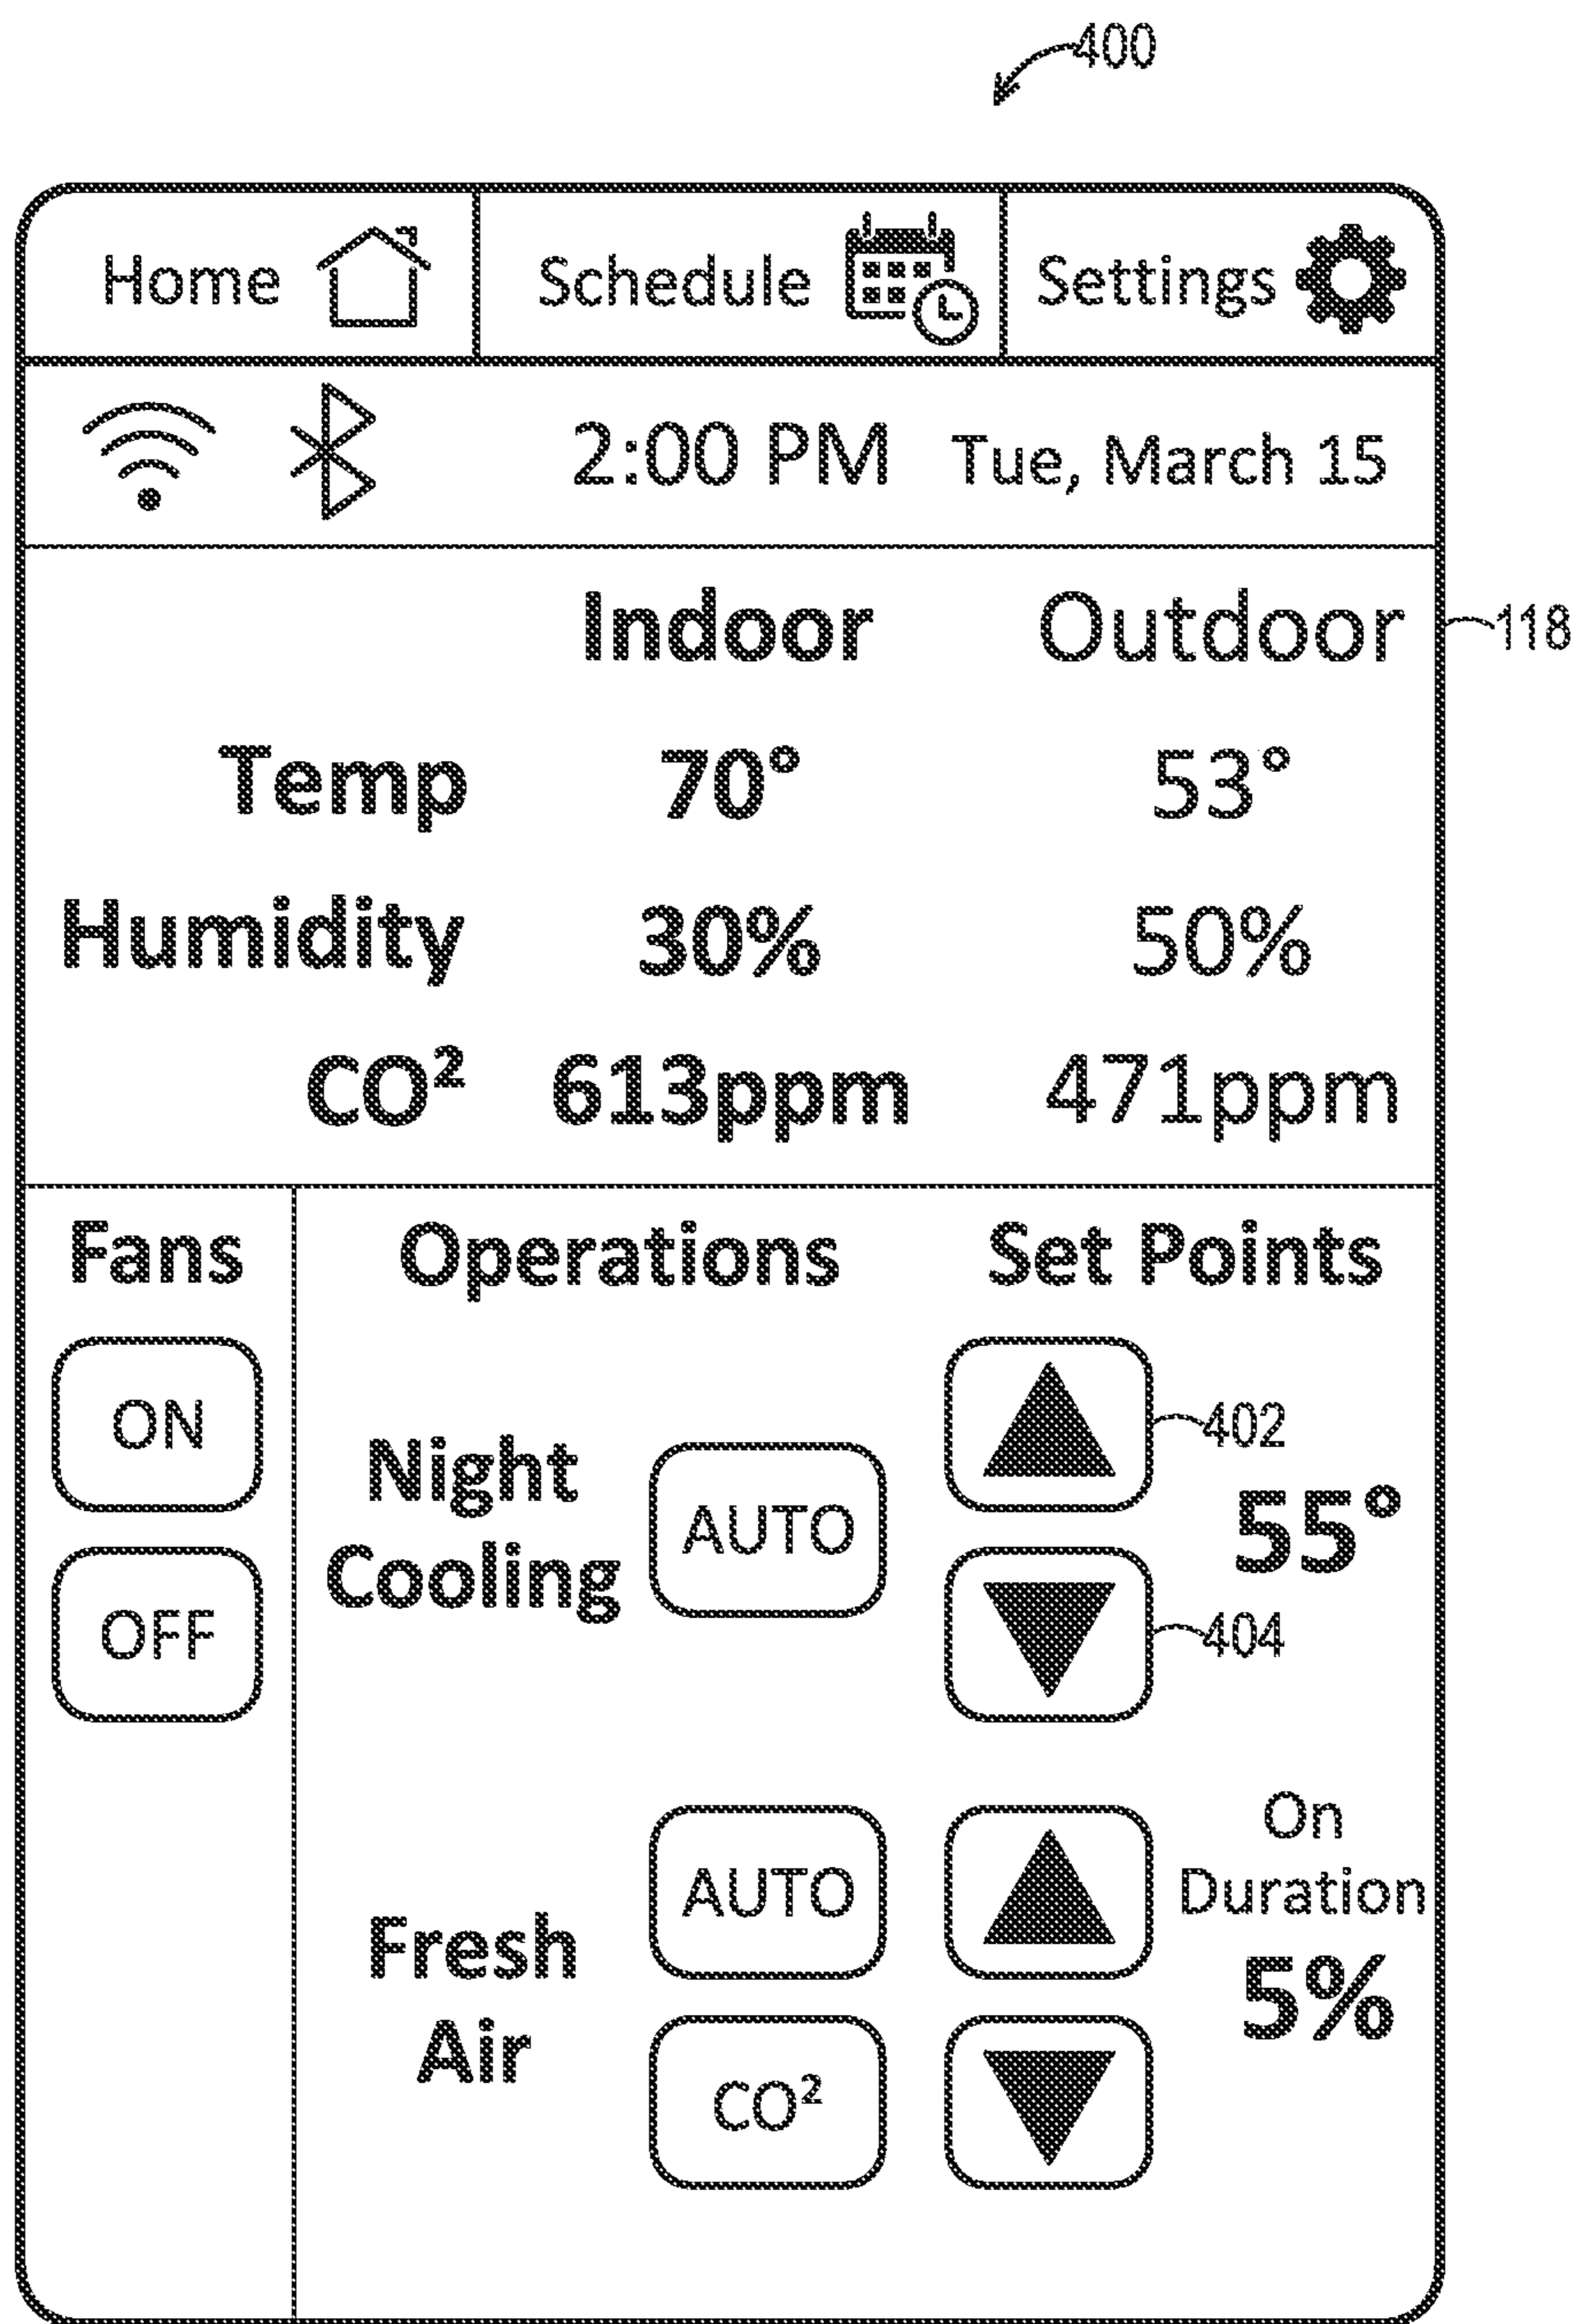 400
Home Schedule Settings
2:00 PM Tue, March 15
Indoor Outdoor
118
Temp 70° 53°
Humidity 30% 50%
CO² 613ppm 471ppm
Fans
ON
OFF
Operations Set Points
Night
Cooling
AUTO
402
55°
404
Fresh
Air
AUTO
CO²
On
Duration
5%